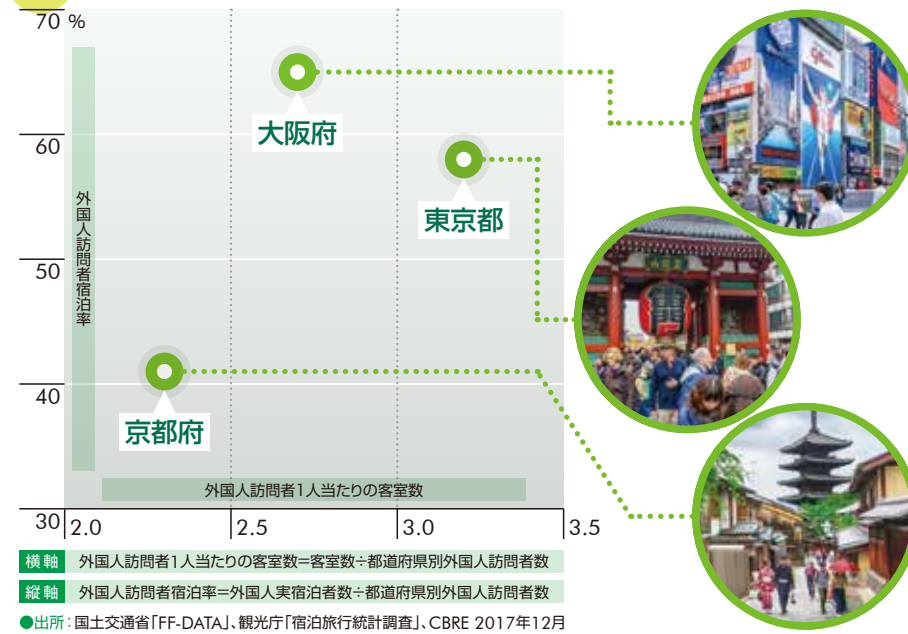 70 %
60
50
40
30
外国人訪問者宿泊率
大阪府
東京都
京都府
外国人訪問者1人当たりの客室数
2.0 2.5 3.0 3.5
横軸 外国人訪問者1人当たりの客室数=客室数÷都道府県別外国人訪問者数
縦軸 外国人訪問者宿泊率=外国人実宿泊者数÷都道府県別外国人訪問者数
●出所:国土交通省「FF-DATA」、観光庁「宿泊旅行統計調査」、CBRE 2017年12月